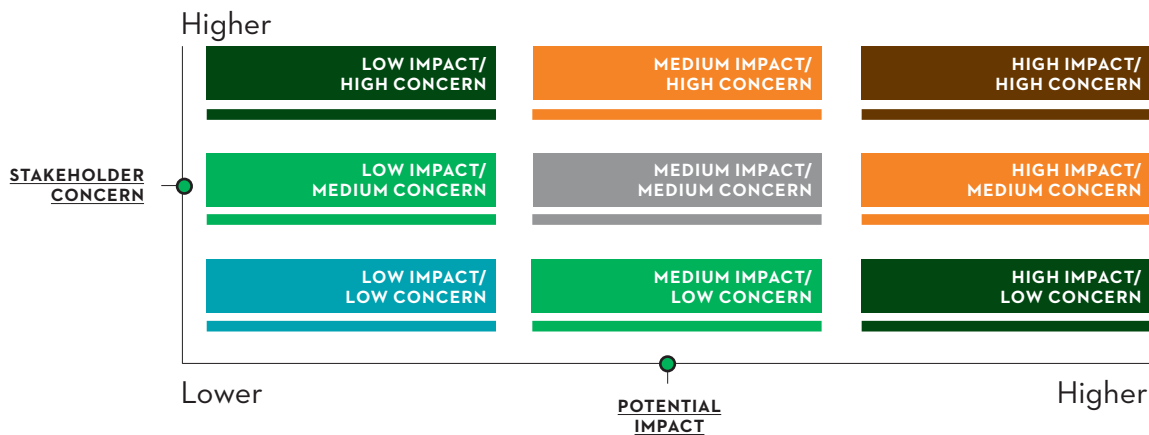 Higher
LOW IMPACT/
HIGH CONCERN
MEDIUM IMPACT/
HIGH CONCERN
HIGH IMPACT/
HIGH CONCERN
STAKEHOLDER
CONCERN
LOW IMPACT/
MEDIUM CONCERN
MEDIUM IMPACT/
MEDIUM CONCERN
HIGH IMPACT/
MEDIUM CONCERN
LOW IMPACT/
LOW CONCERN
MEDIUM IMPACT/
LOW CONCERN
HIGH IMPACT/
LOW CONCERN
Lower
Higher
POTENTIAL
IMPACT